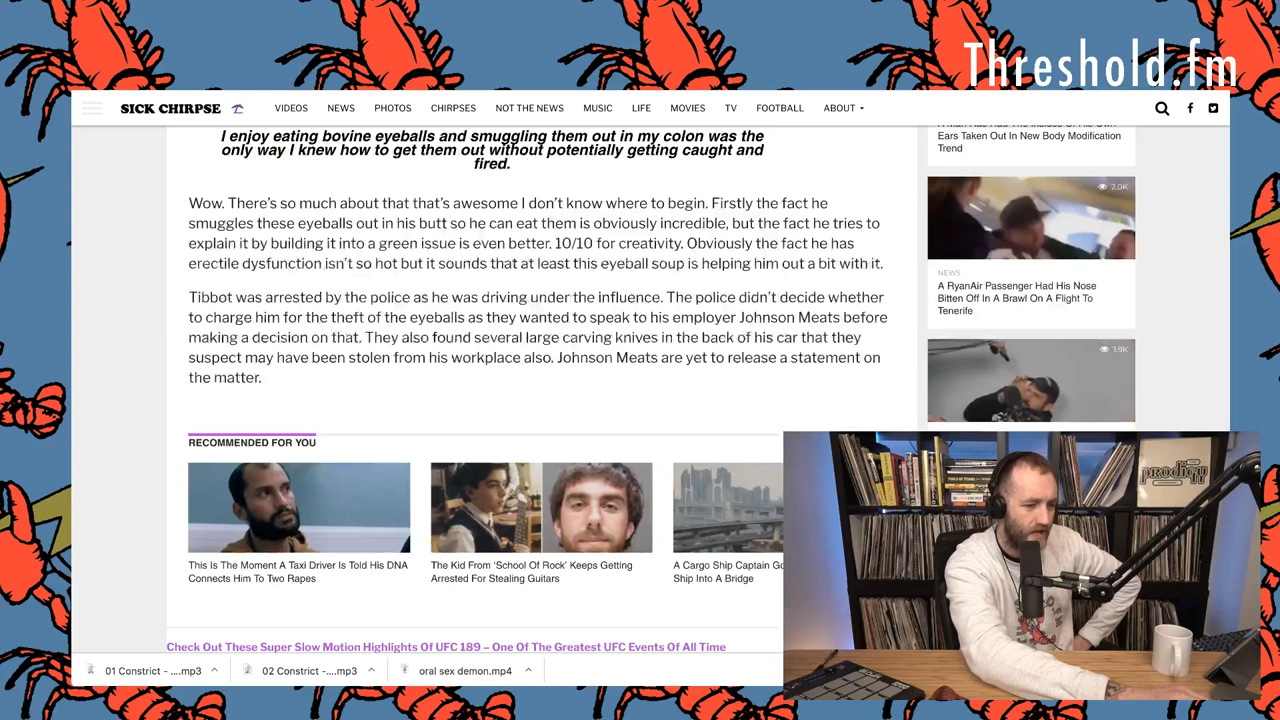 Threshold.fm
SICK CHIRPSE
VIDEOS NEWS PHOTOS CHIRPSES NOT THE NEWS MUSIC LIFE MOVIES TV FOOTBALL ABOUT
I enjoy eating bovine eyeballs and smuggling them out in my colon was the
only way I knew how to get them out without potentially getting caught and
fired.
Wow. There's so much about that that's awesome I don't know where to begin. Firstly the fact he
smuggles these eyeballs out in his butt so he can eat them is obviously incredible, but the fact he tries to
explain it by building it into a green issue is even better. 10/10 for creativity. Obviously the fact he has
erectile dysfunction isn't so hot but it sounds that at least this eyeball soup is helping him out a bit with it.
Tibbot was arrested by the police as he was driving under the influence. The police didn't decide whether
to charge him for the theft of the eyeballs as they wanted to speak to his employer Johnson Meats before
making a decision on that. They also found several large carving knives in the back of his car that they
suspect may have been stolen from his workplace also. Johnson Meats are yet to release a statement on
the matter.
Ears Taken Out In New Body Modification
Trend
2.0K
NEWS
A RyanAir Passenger Had His Nose
Bitten Off In A Brawl On A Flight To
Tenerife
1.9K
RECOMMENDED FOR YOU
This Is The Moment A Taxi Driver Is Told His DNA
Connects Him To Two Rapes
The Kid From 'School Of Rock' Keeps Getting
Arrested For Stealing Guitars
A Cargo Ship Captain Go
Ship Into A Bridge
Check Out These Super Slow Motion Highlights Of UFC 189 – One Of The Greatest UFC Events Of All Time
01 Constrict - ....mp3
02 Constrict -....mp3
oral sex demon.mp4
prodigy